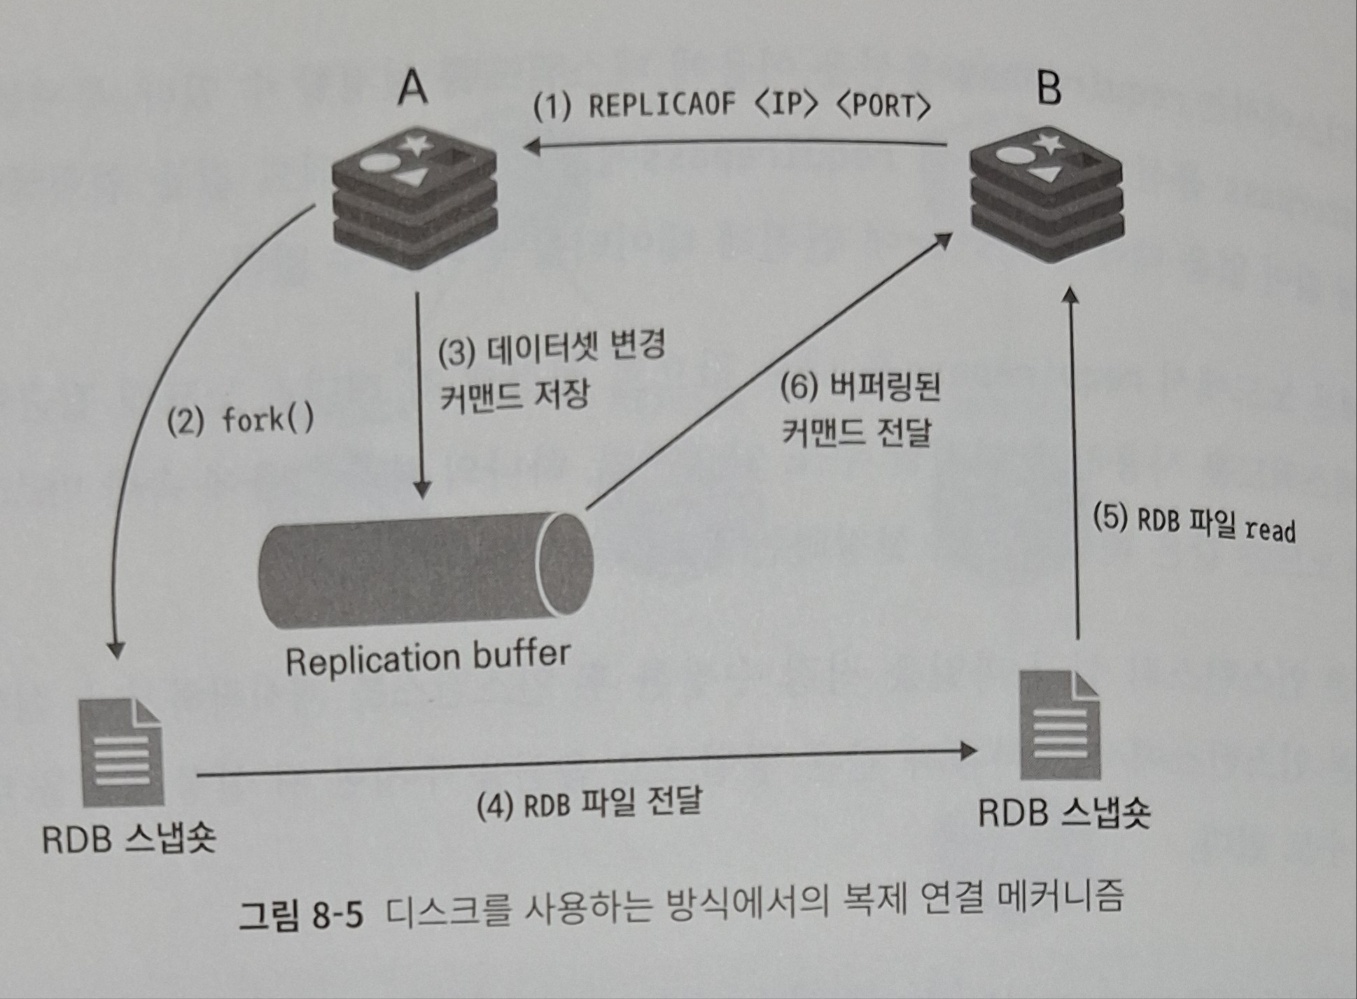 A
B
(1) REPLICAOF <IP> <PORT>
(2) fork()
(3) 데이터셋 변경
커맨드 저장
(6) 버퍼링된
커맨드 전달
(5) RDB 파일 read
Replication buffer
(4) RDB 파일 전달
RDB 스냅숏
RDB 스냅숏
그림 8-5 디스크를 사용하는 방식에서의 복제 연결 메커니즘